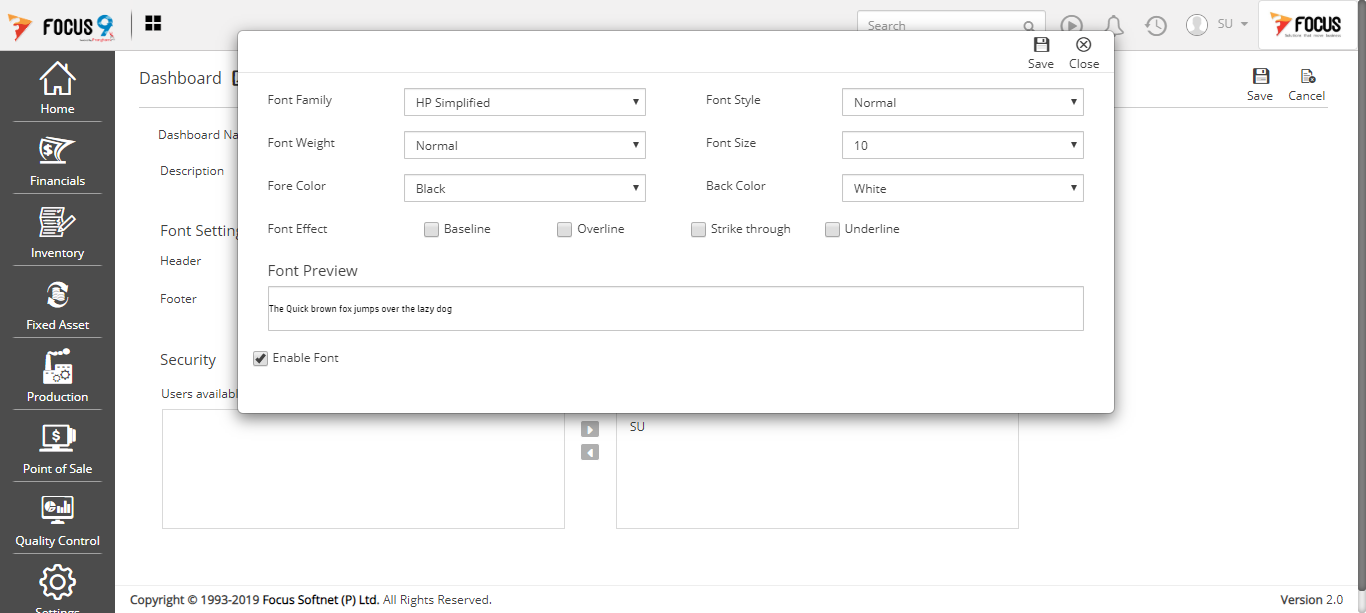 FOCUS 9
Search
SU
FOCUS
Save
Close
Home
Financials
Inventory
Fixed Asset
Production
Point of Sale
Quality Control
Settings
Dashboard
Save
Cancel
Dashboard Na
Description
Font Setting
Header
Footer
Security
Users availabl
SU
Font Family
HP Simplified
Font Style
Normal
Font Weight
Normal
Font Size
10
Fore Color
Black
Back Color
White
Font Effect
Baseline
Overline
Strike through
Underline
Font Preview
The Quick brown fox jumps over the lazy dog
Enable Font
Copyright © 1993-2019 Focus Softnet (P) Ltd. All Rights Reserved.
Version 2.0